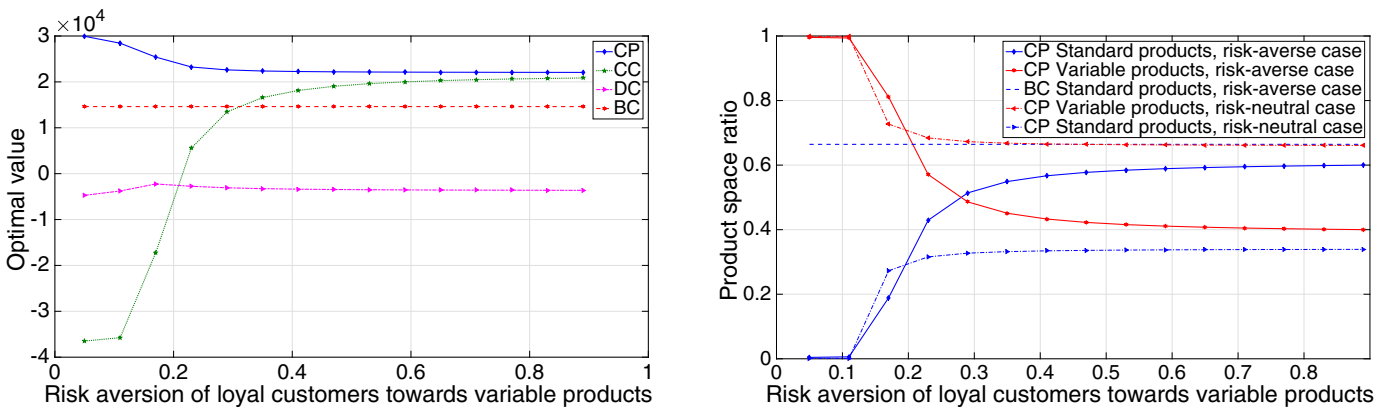 ×10⁴
3
2
1
0
-1
-2
-3
-4
0
0.2
0.4
0.6
0.8
1
Optimal value
Risk aversion of loyal customers towards variable products
CP
CC
DC
BC
1
0.8
0.6
0.4
0.2
0
0
0.1
0.2
0.3
0.4
0.5
0.6
0.7
0.8
Product space ratio
Risk aversion of loyal customers towards variable products
CP Standard products, risk-averse case
CP Variable products, risk-averse case
BC Standard products, risk-averse case
CP Variable products, risk-neutral case
CP Standard products, risk-neutral case